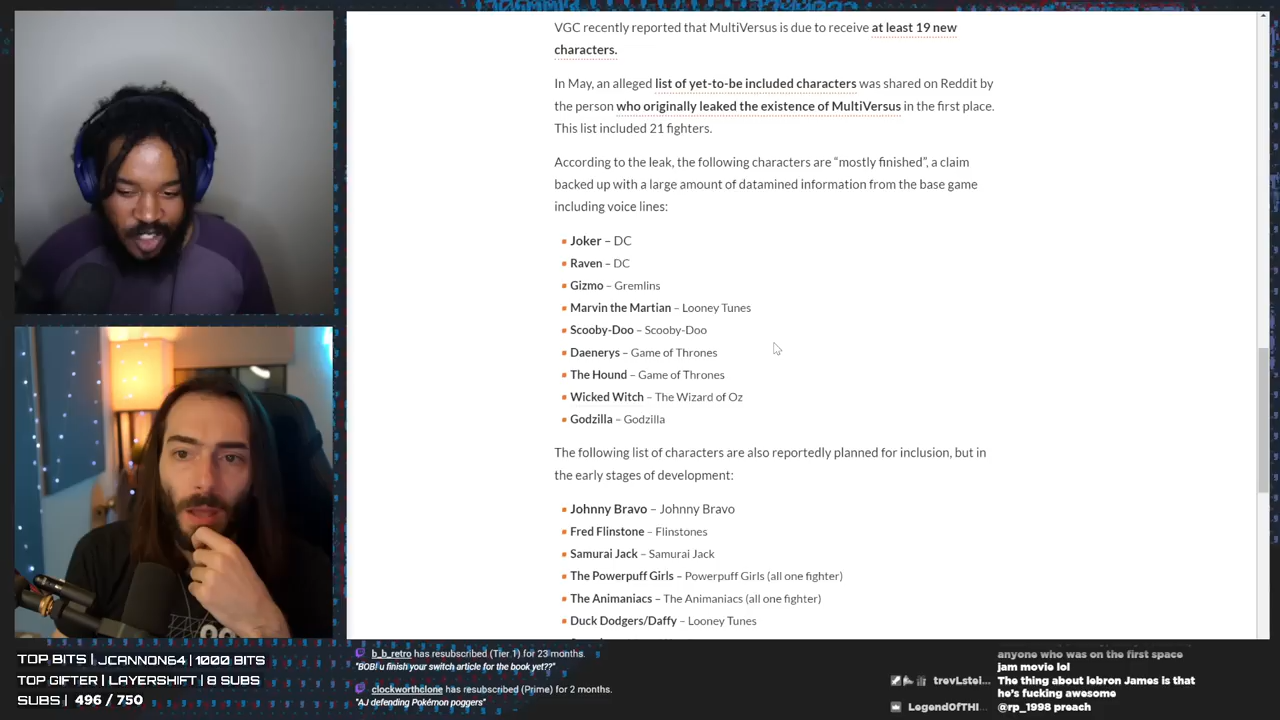 VGC recently reported that MultiVersus is due to receive at least 19 new
characters.
In May, an alleged list of yet-to-be included characters was shared on Reddit by
the person who originally leaked the existence of MultiVersus in the first place.
This list included 21 fighters.
According to the leak, the following characters are “mostly finished”, a claim
backed up with a large amount of datamined information from the base game
including voice lines:
Joker – DC
Raven – DC
Gizmo – Gremlins
Marvin the Martian – Looney Tunes
Scooby-Doo – Scooby-Doo
Daenerys – Game of Thrones
The Hound – Game of Thrones
Wicked Witch – The Wizard of Oz
Godzilla – Godzilla
The following list of characters are also reportedly planned for inclusion, but in
the early stages of development:
Johnny Bravo – Johnny Bravo
Fred Flinstone – Flinstones
Samurai Jack – Samurai Jack
The Powerpuff Girls – Powerpuff Girls (all one fighter)
The Animaniacs – The Animaniacs (all one fighter)
Duck Dodgers/Daffy – Looney Tunes
TOP BITS | JCANNON64 | 1000 BITS
TOP GIFTER | LAYERSHIFT | 8 SUBS
SUBS | 496 / 750
b_b_retro has resubscribed (Tier 1) for 23 months.
"BOB! u finish your switch article for the book yet??"
clockworthclone has resubscribed (Prime) for 2 months.
"AJ defending Pokémon poggers"
anyone who was on the first space
jam movie lol
trevLstei... The thing about lebron James is that
he's fucking awesome
LegendOfTHI... @rp_1998 preach